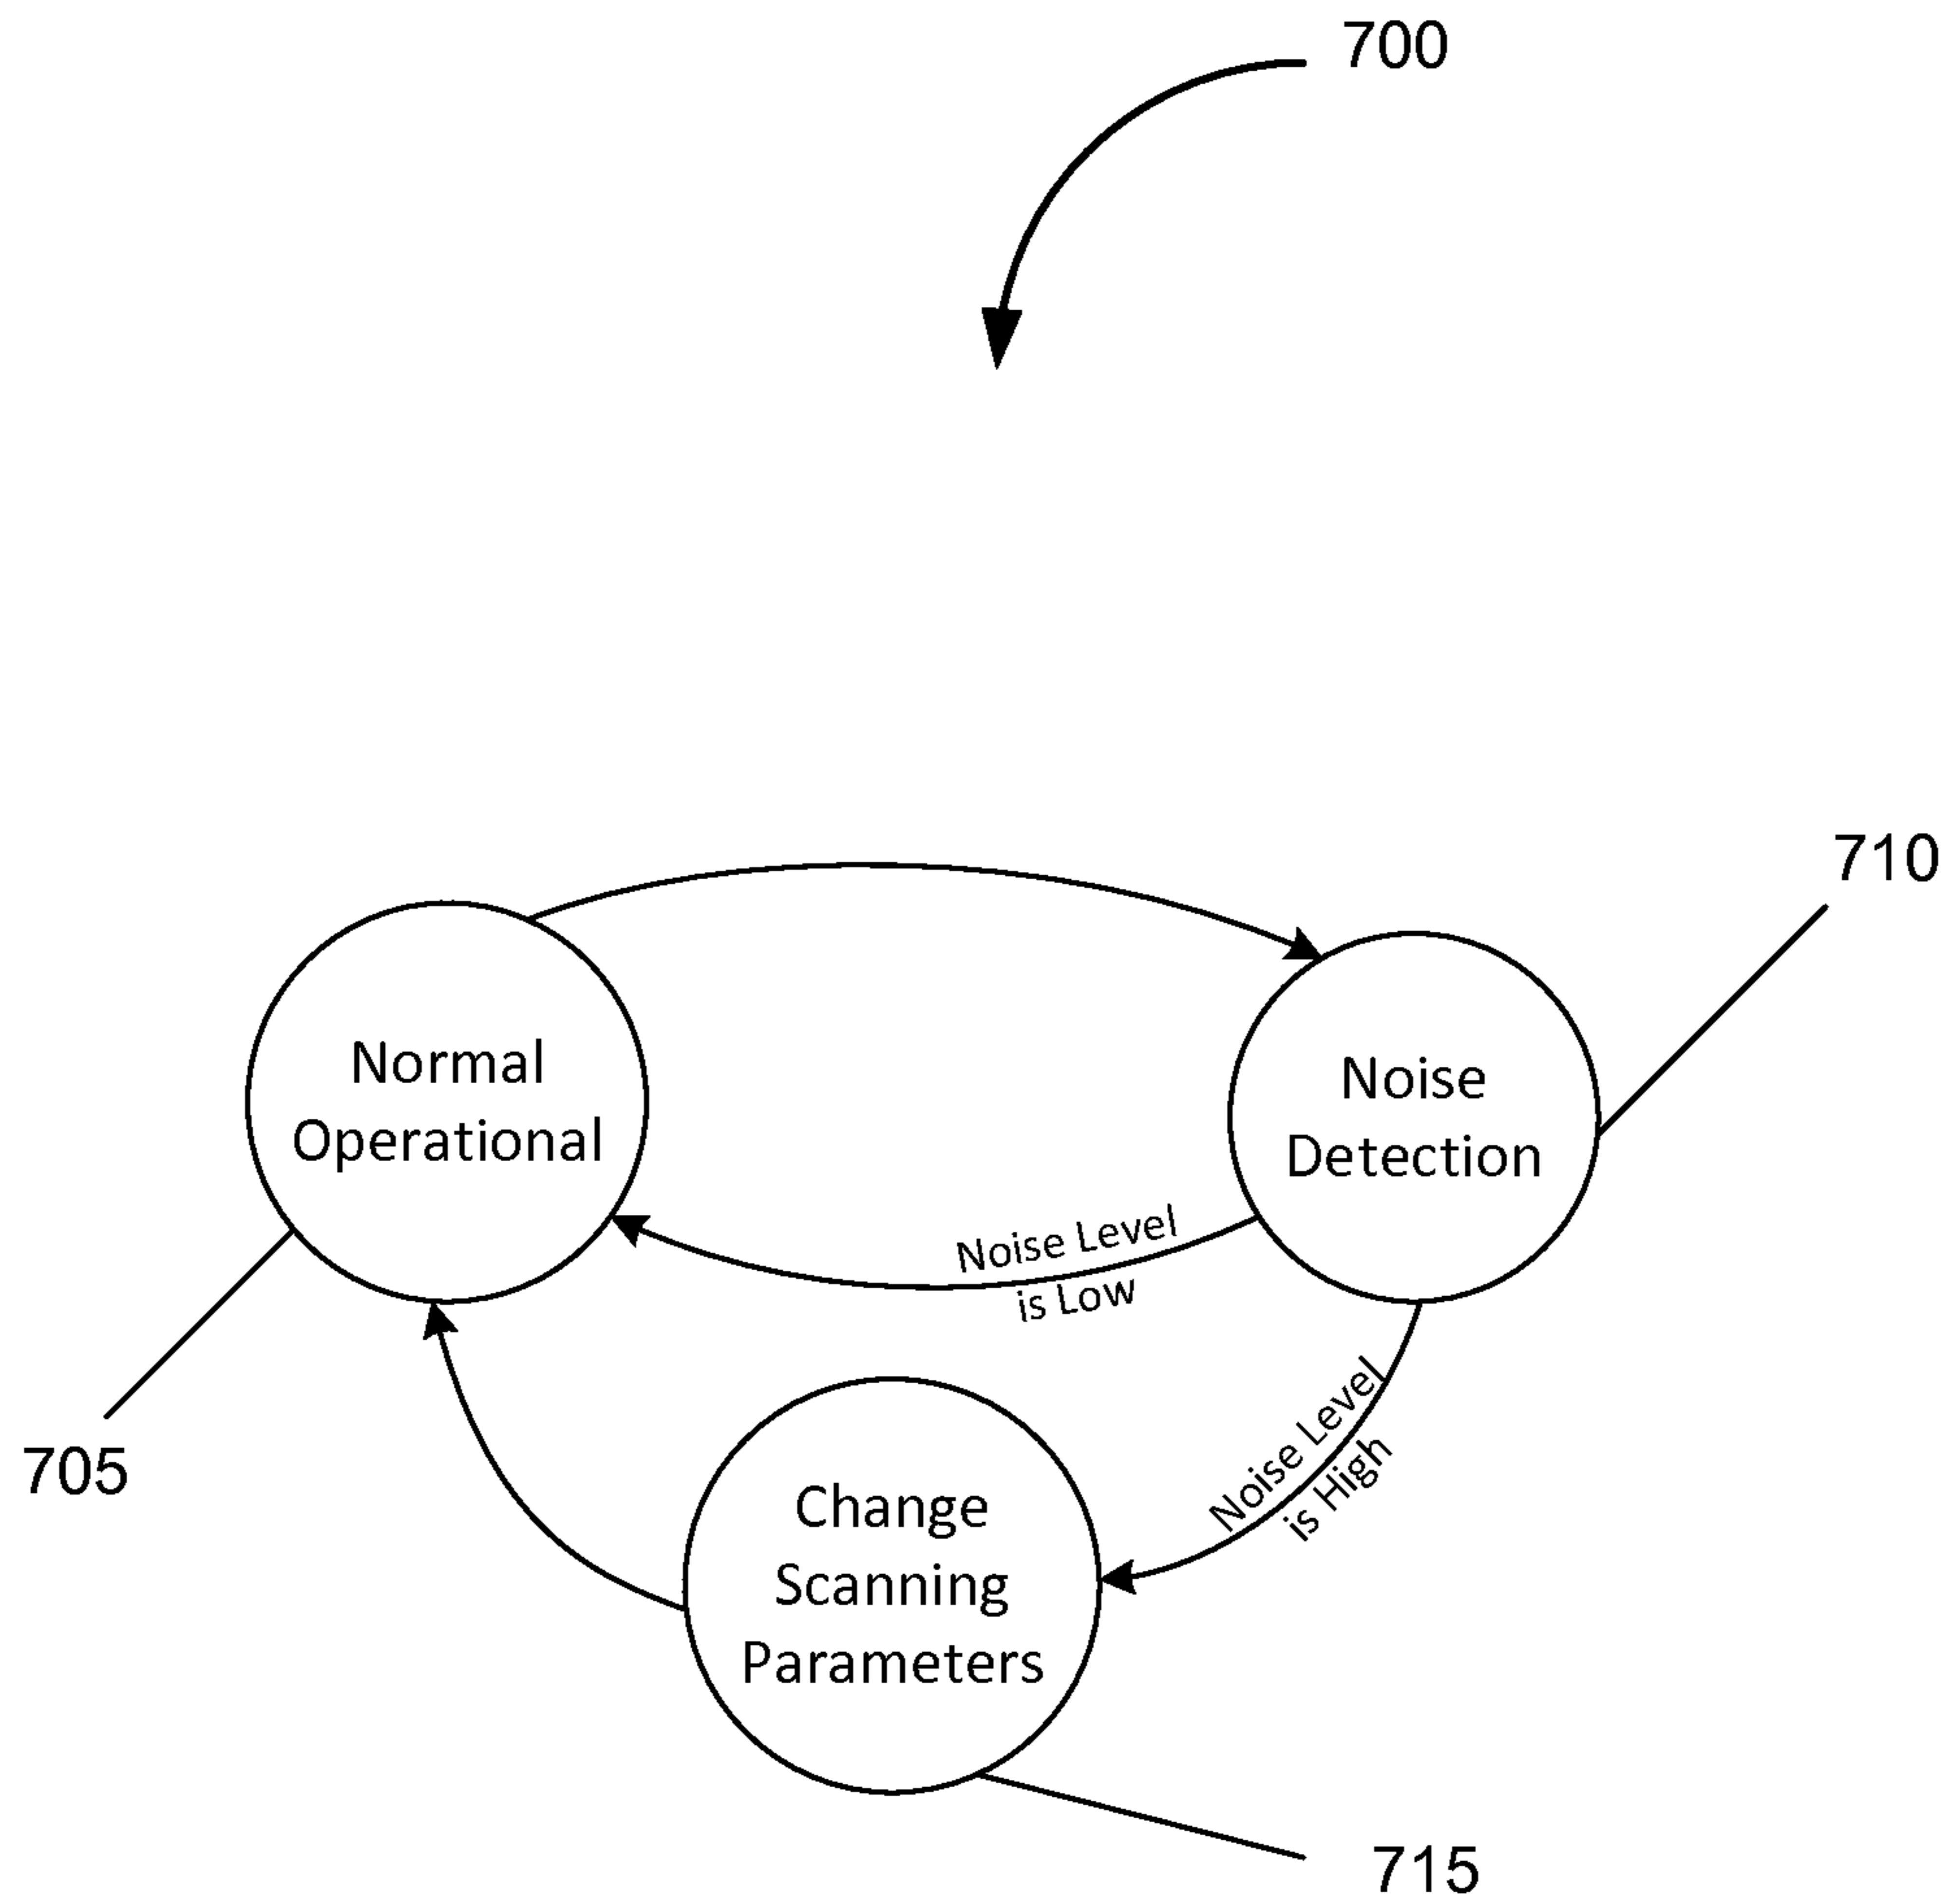 700
710
Normal
Operational
Noise
Detection
Noise Level
is Low
Noise Level
is High
705
Change
Scanning
Parameters
715